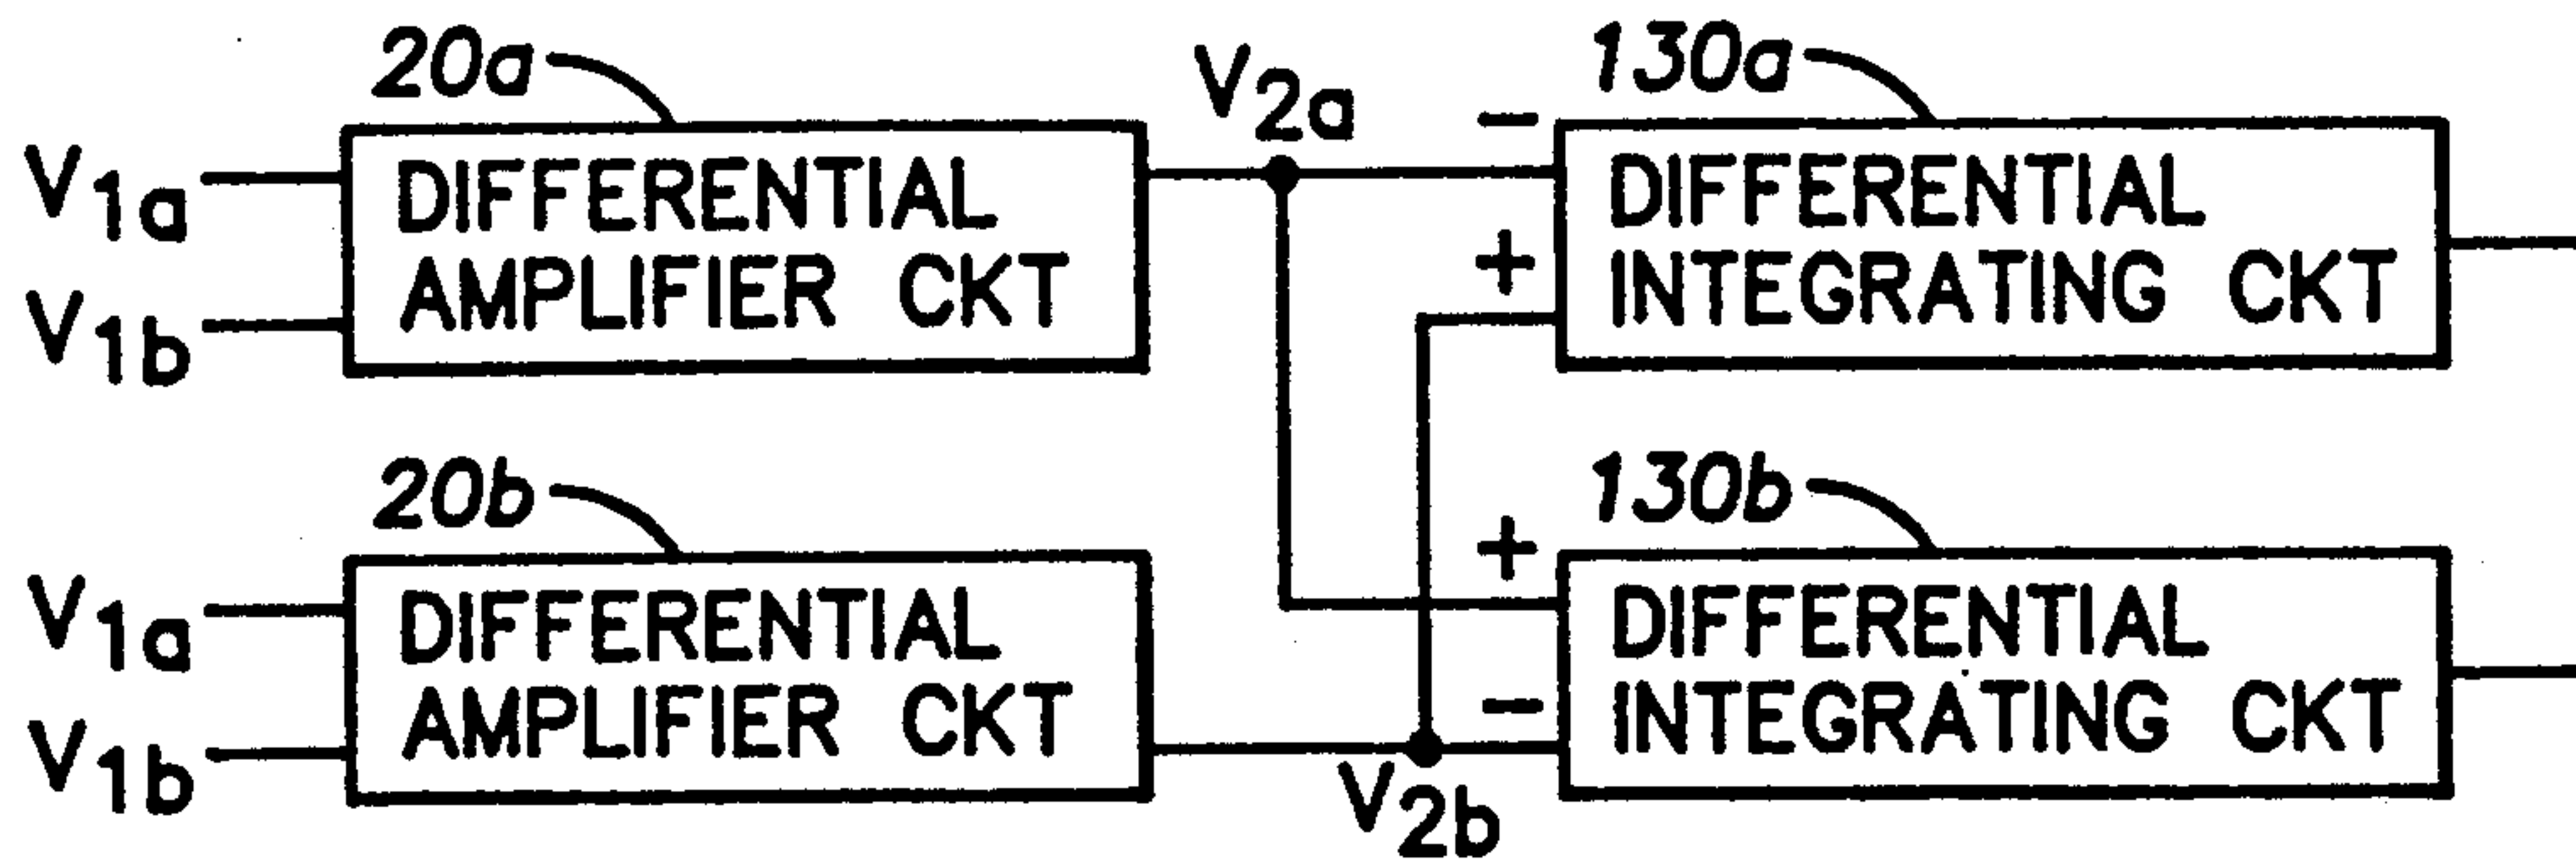 20a
V2a
130a
V1a
DIFFERENTIAL
AMPLIFIER CKT
V1b
-
+
DIFFERENTIAL
INTEGRATING CKT
20b
130b
V1a
DIFFERENTIAL
AMPLIFIER CKT
V1b
+
-
DIFFERENTIAL
INTEGRATING CKT
V2b